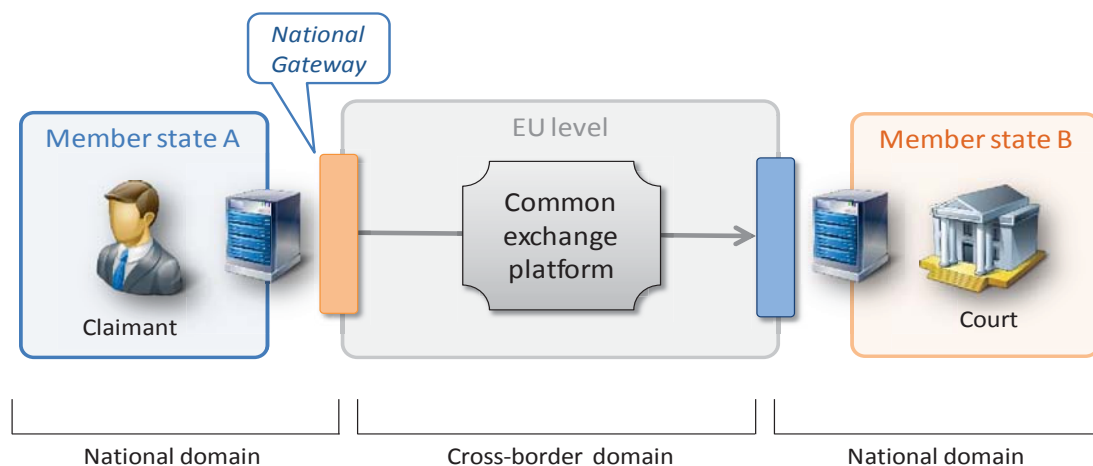 National
Gateway
Member state A
EU level
Member state B
Common
exchange
platform
Claimant
Court
National domain
Cross-border domain
National domain